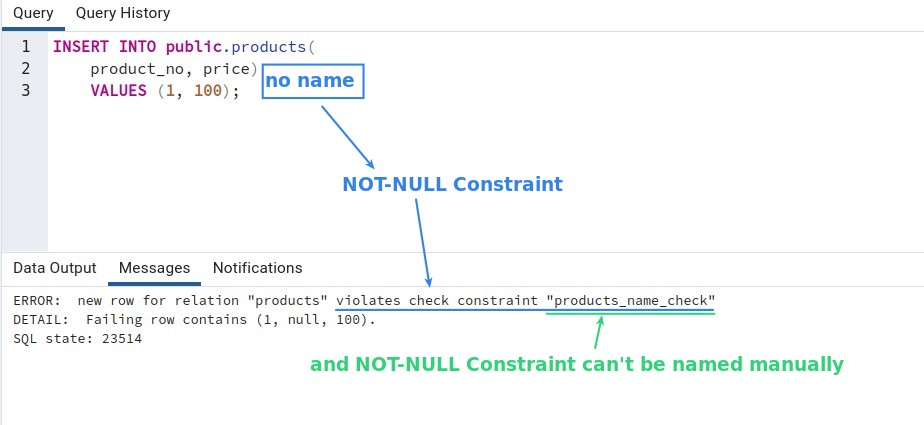 Query Query History
1 INSERT INTO public.products(
2 product_no, price)
no name
3 VALUES (1, 100);
NOT-NULL Constraint
Data Output Messages Notifications
ERROR:  new row for relation "products" violates check constraint "products_name_check"
DETAIL:  Failing row contains (1, null, 100).
SQL state: 23514
and NOT-NULL Constraint can't be named manually